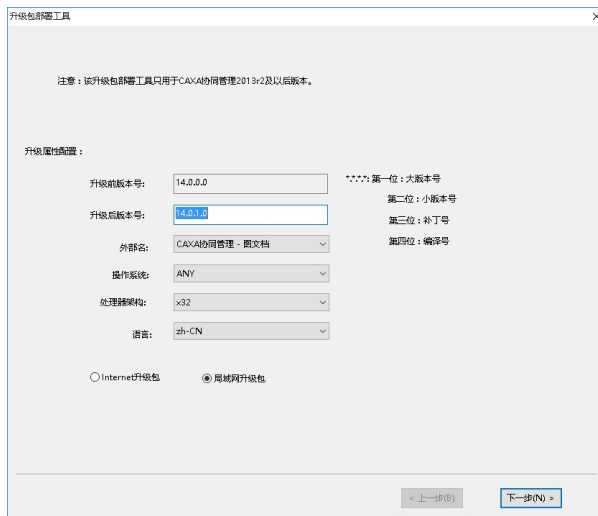 升级包部署工具
注意：该升级包部署工具只用于CAXA协同管理2013r2及以后版本。
升级属性配置：
升级前版本号: 14.0.0.0 *.*.*.*: 第一位：大版本号
第二位：小版本号
升级后版本号: 14.0.1.0
第三位：补丁号
外部名: CAXA协同管理 - 图文档 第四位：编译号
操作系统: ANY
处理器架构: x32
语言: zh-CN
Internet升级包 局域网升级包
< 上一步(B) 下一步(N) >